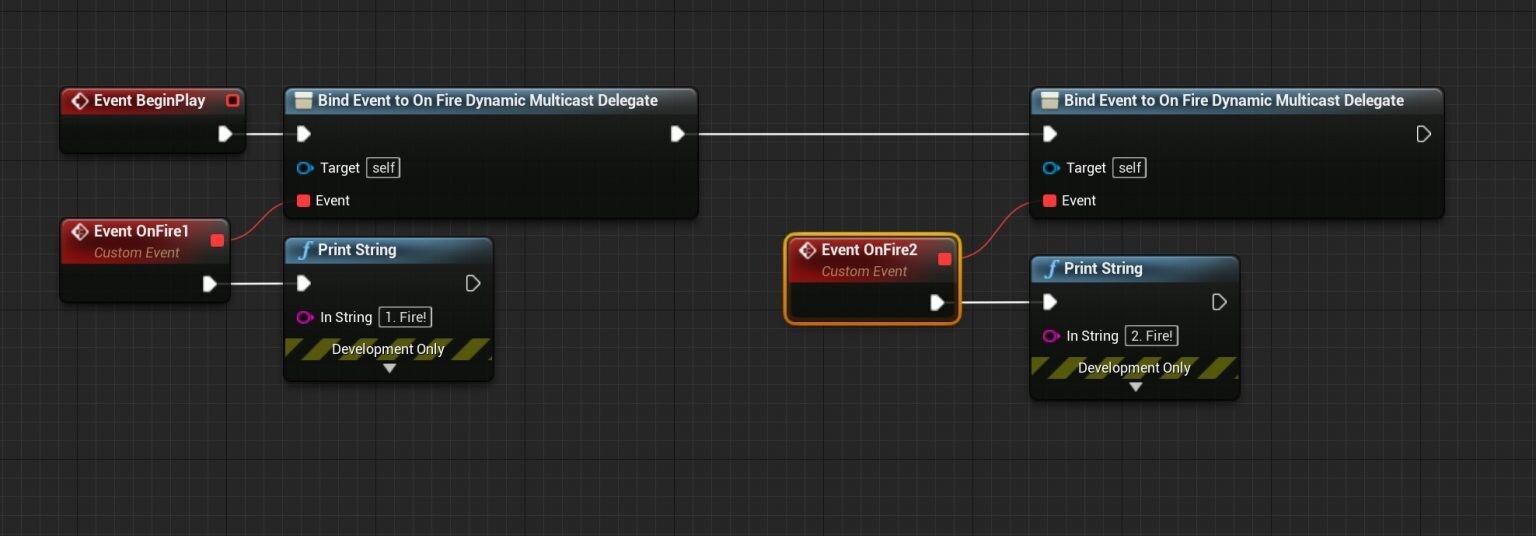 Event BeginPlay
Bind Event to On Fire Dynamic Multicast Delegate
Target self
Event
Event OnFire1
Custom Event
Print String
In String 1. Fire!
Development Only
Bind Event to On Fire Dynamic Multicast Delegate
Target self
Event
Event OnFire2
Custom Event
Print String
In String 2. Fire!
Development Only